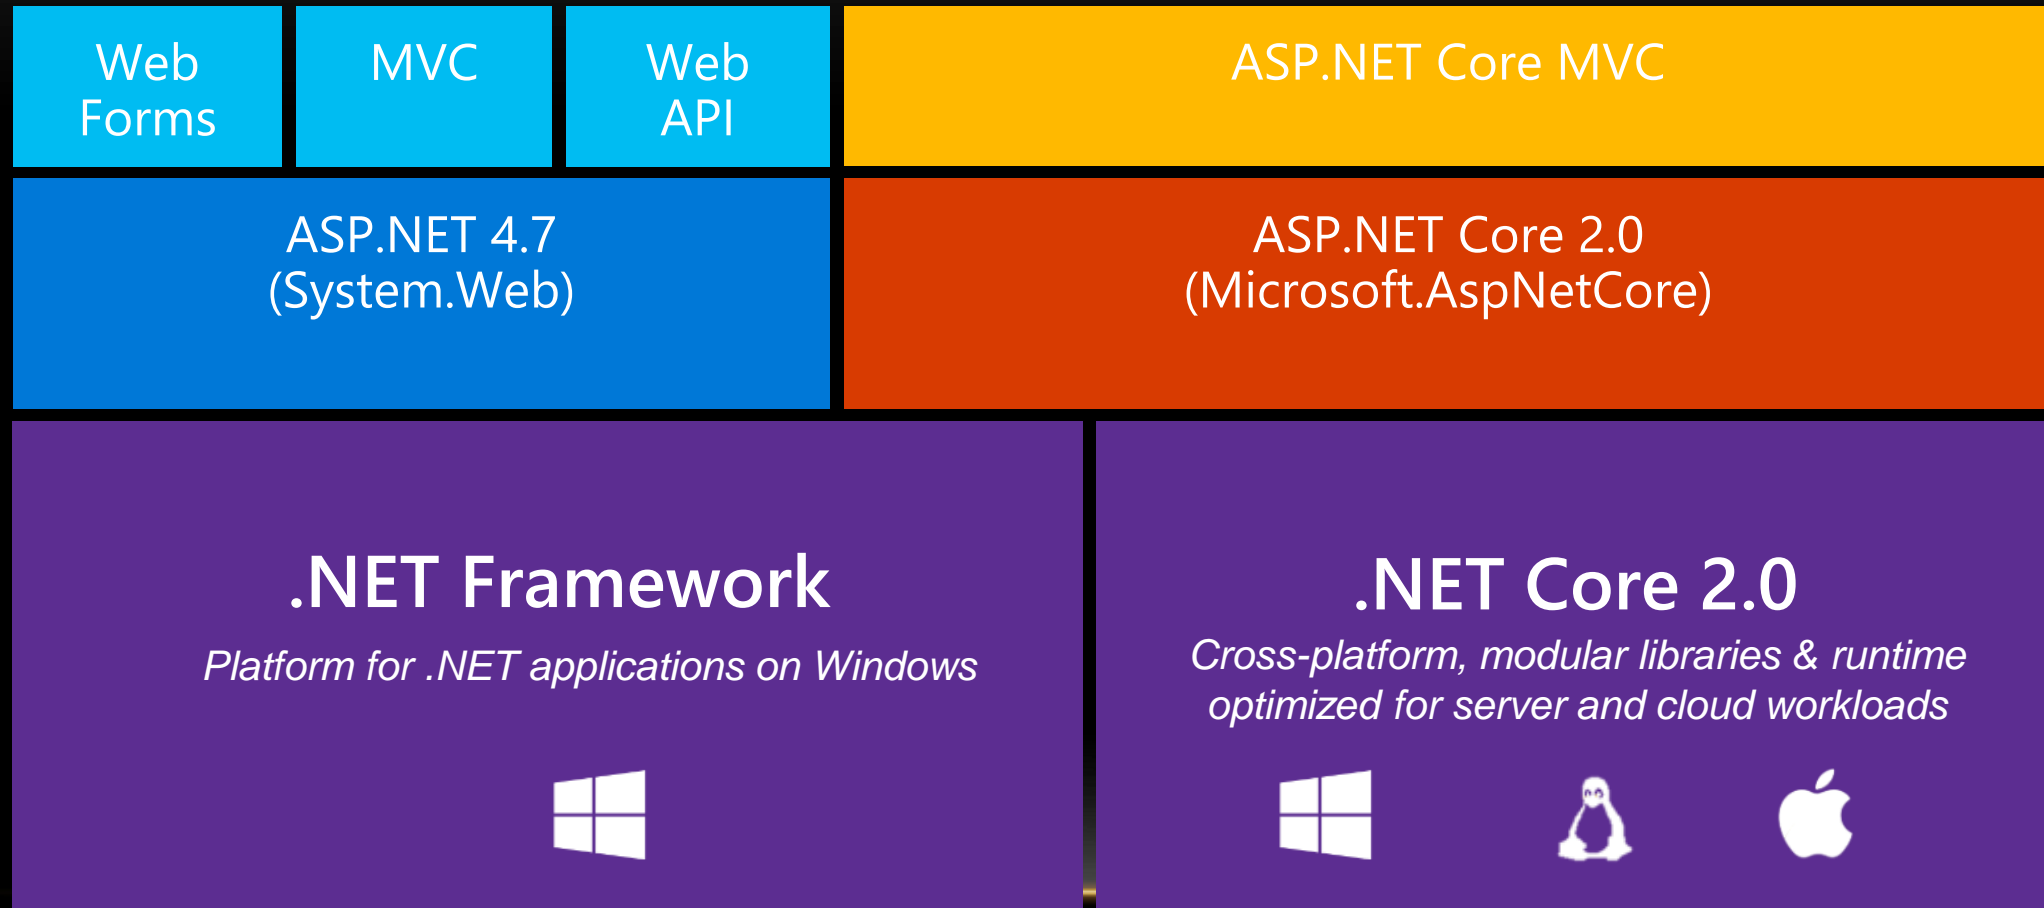 Web
Forms
MVC
Web
API
ASP.NET Core MVC
ASP.NET 4.7
(System.Web)
ASP.NET Core 2.0
(Microsoft.AspNetCore)
.NET Framework
Platform for .NET applications on Windows
.NET Core 2.0
Cross-platform, modular libraries & runtime
optimized for server and cloud workloads